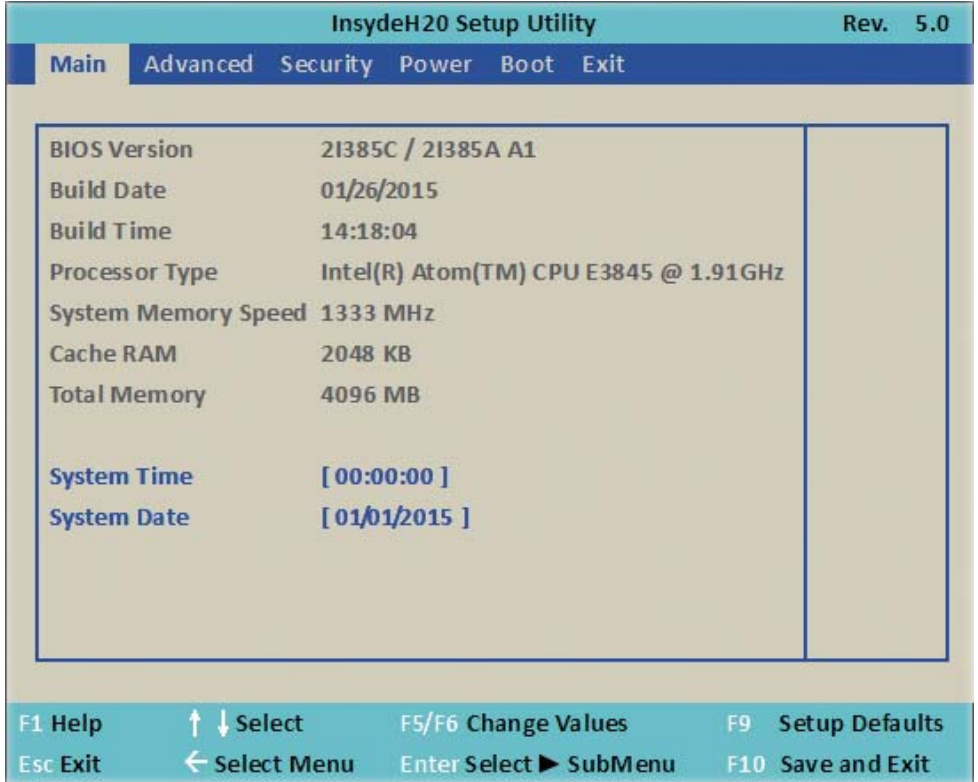 InsydeH20 Setup Utility Rev. 5.0
Main Advanced Security Power Boot Exit
BIOS Version 2I385C / 2I385A A1
Build Date 01/26/2015
Build Time 14:18:04
Processor Type Intel(R) Atom(TM) CPU E3845 @ 1.91GHz
System Memory Speed 1333 MHz
Cache RAM 2048 KB
Total Memory 4096 MB
System Time [ 00:00:00 ]
System Date [ 01/01/2015 ]
F1 Help ↑ ↓ Select F5/F6 Change Values F9 Setup Defaults
Esc Exit ← Select Menu Enter Select ► SubMenu F10 Save and Exit